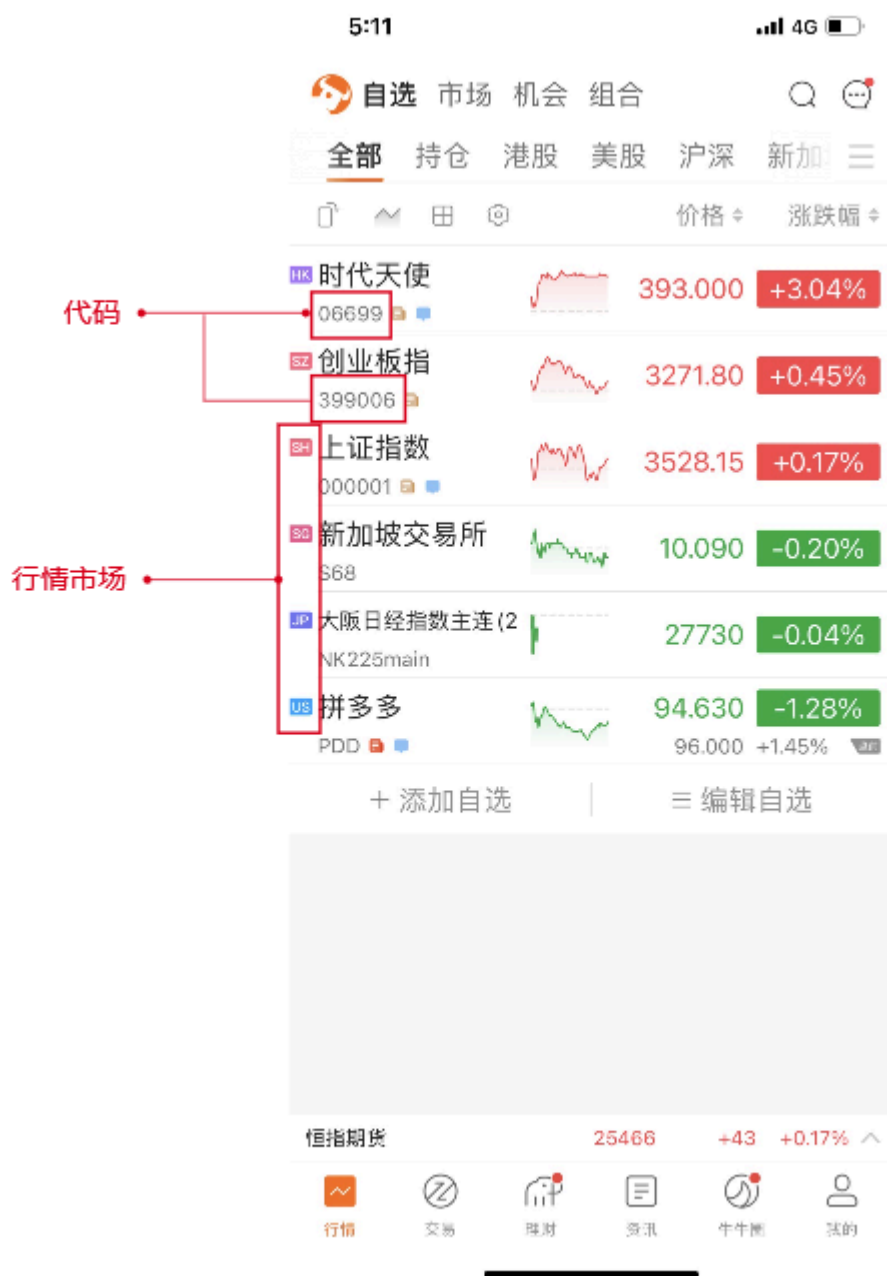 5:11 4G
自选 市场 机会 组合
全部 持仓 港股 美股 沪深 新加
价格 涨跌幅
HK 时代天使 393.000 +3.04%
代码
06699
SZ 创业板指 3271.80 +0.45%
399006
SH 上证指数 3528.15 +0.17%
000001
SG 新加坡交易所 10.090 -0.20%
行情市场
S68
JP 大阪日经指数主连(2 27730 -0.04%
NK225main
US 拼多多 94.630 -1.28%
PDD 96.000 +1.45%
+ 添加自选 编辑自选
恒指期货 25466 +43 +0.17%
行情 交易 理财 资讯 牛牛圈 我的